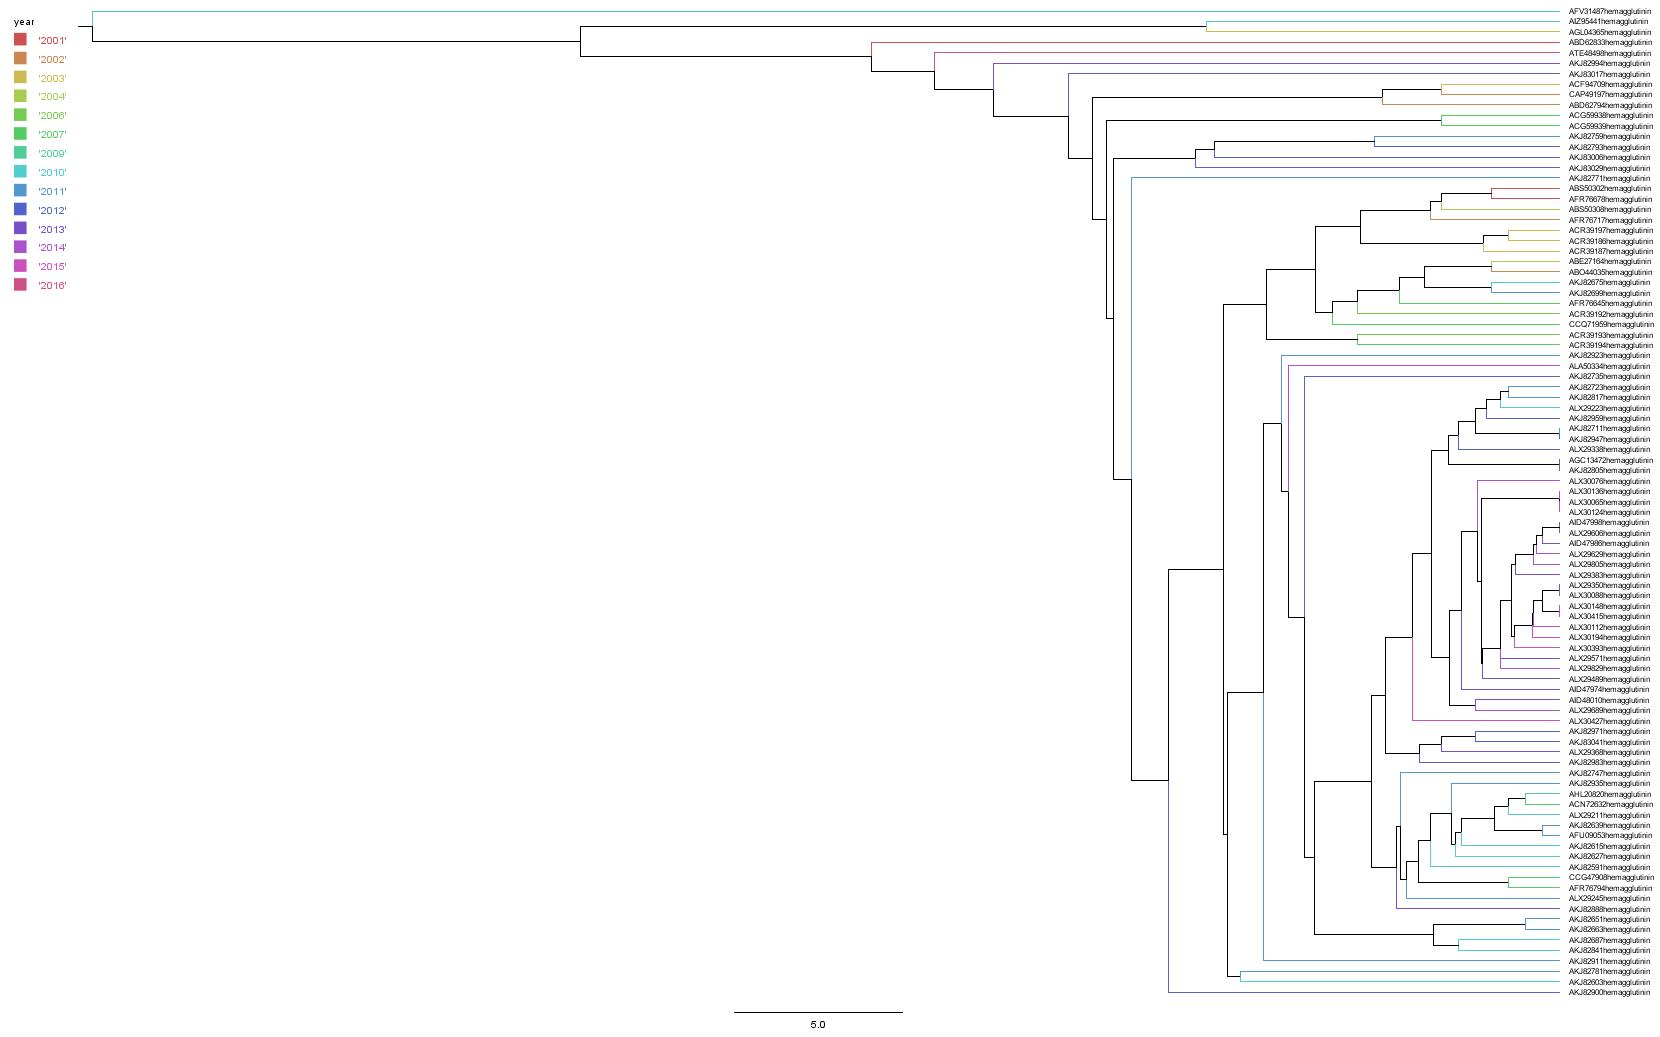 year
'2001'
'2002'
'2003'
'2004'
'2006'
'2007'
'2009'
'2010'
'2011'
'2012'
'2013'
'2014'
'2015'
'2016'
AFV31487hemagglutinin
AIZ95441hemagglutinin
AGL04365hemagglutinin
ABD62833hemagglutinin
ATE48498hemagglutinin
AKJ82994hemagglutinin
AKJ83017hemagglutinin
ACF94709hemagglutinin
CAP49197hemagglutinin
ABD62794hemagglutinin
ACG59938hemagglutinin
ACG59939hemagglutinin
AKJ82759hemagglutinin
AKJ82793hemagglutinin
AKJ83006hemagglutinin
AKJ83029hemagglutinin
AKJ82771hemagglutinin
ABS50302hemagglutinin
AFR76678hemagglutinin
ABS50308hemagglutinin
AFR76717hemagglutinin
ACR39197hemagglutinin
ACR39186hemagglutinin
ACR39187hemagglutinin
ABE27164hemagglutinin
ABO44035hemagglutinin
AKJ82675hemagglutinin
AKJ82699hemagglutinin
AFR76645hemagglutinin
ACR39192hemagglutinin
CCQ71959hemagglutinin
ACR39193hemagglutinin
ACR39194hemagglutinin
AKJ82923hemagglutinin
ALA50334hemagglutinin
AKJ82735hemagglutinin
AKJ82723hemagglutinin
AKJ82817hemagglutinin
ALX29223hemagglutinin
AKJ82959hemagglutinin
AKJ82711hemagglutinin
AKJ82947hemagglutinin
ALX29338hemagglutinin
AGC13472hemagglutinin
AKJ82805hemagglutinin
ALX30076hemagglutinin
ALX30136hemagglutinin
ALX30065hemagglutinin
ALX30124hemagglutinin
AID47998hemagglutinin
ALX29606hemagglutinin
AID47986hemagglutinin
ALX29629hemagglutinin
ALX29805hemagglutinin
ALX29383hemagglutinin
ALX29350hemagglutinin
ALX30088hemagglutinin
ALX30148hemagglutinin
ALX30415hemagglutinin
ALX30112hemagglutinin
ALX30194hemagglutinin
ALX30393hemagglutinin
ALX29571hemagglutinin
ALX29829hemagglutinin
ALX29489hemagglutinin
AID47974hemagglutinin
AID48010hemagglutinin
ALX29689hemagglutinin
ALX30427hemagglutinin
AKJ82971hemagglutinin
AKJ83041hemagglutinin
ALX29368hemagglutinin
AKJ82983hemagglutinin
AKJ82747hemagglutinin
AKJ82935hemagglutinin
AHL20820hemagglutinin
ACN72632hemagglutinin
ALX29211hemagglutinin
AKJ82639hemagglutinin
AFU09053hemagglutinin
AKJ82615hemagglutinin
AKJ82627hemagglutinin
AKJ82591hemagglutinin
CCG47908hemagglutinin
AFR76794hemagglutinin
ALX29245hemagglutinin
AKJ82888hemagglutinin
AKJ82651hemagglutinin
AKJ82663hemagglutinin
AKJ82687hemagglutinin
AKJ82841hemagglutinin
AKJ82911hemagglutinin
AKJ82781hemagglutinin
AKJ82603hemagglutinin
AKJ82900hemagglutinin
5.0